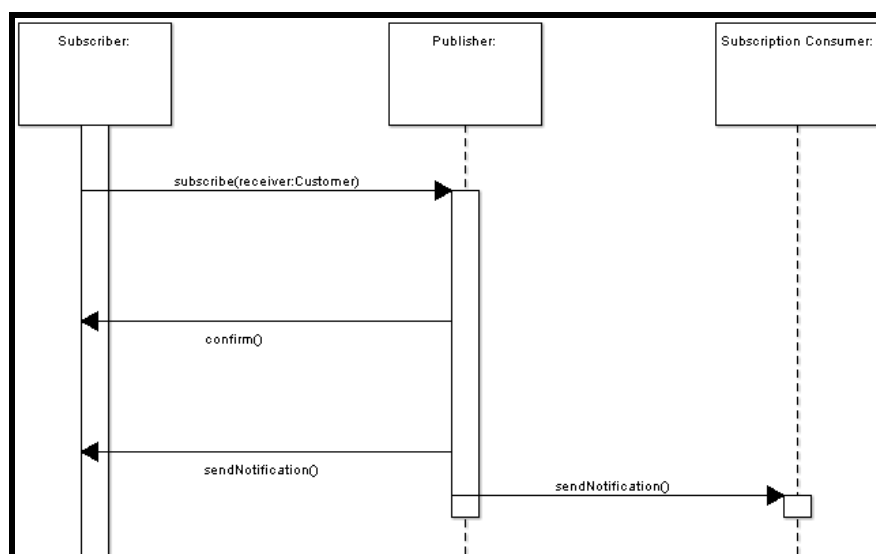 Subscriber:
Publisher:
Subscription Consumer:
subscribe(receiver:Customer)
confirm()
sendNotification()
sendNotification()